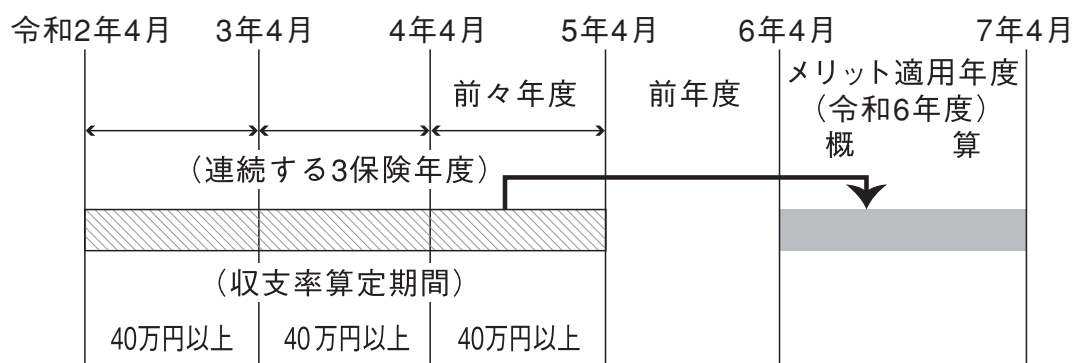 令和2年4月 3年4月 4年4月 5年4月 6年4月 7年4月
前々年度 前年度 メリット適用年度
（令和6年度）
概 算
（連続する3保険年度）
（収支率算定期間）
40万円以上 40万円以上 40万円以上